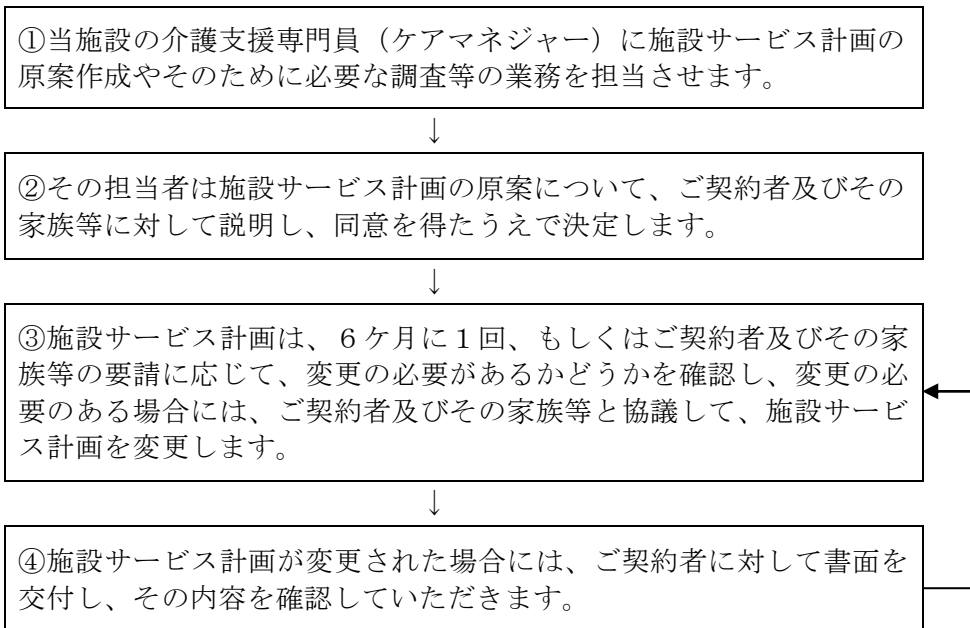 ①当施設の介護支援専門員（ケアマネジャー）に施設サービス計画の
原案作成やそのために必要な調査等の業務を担当させます。
↓
②その担当者は施設サービス計画の原案について、ご契約者及びその
家族等に対して説明し、同意を得たうえで決定します。
↓
③施設サービス計画は、６ケ月に１回、もしくはご契約者及びその家
族等の要請に応じて、変更の必要があるかどうかを確認し、変更の必
要のある場合には、ご契約者及びその家族等と協議して、施設サービ
ス計画を変更します。
↓
④施設サービス計画が変更された場合には、ご契約者に対して書面を
交付し、その内容を確認していただきます。